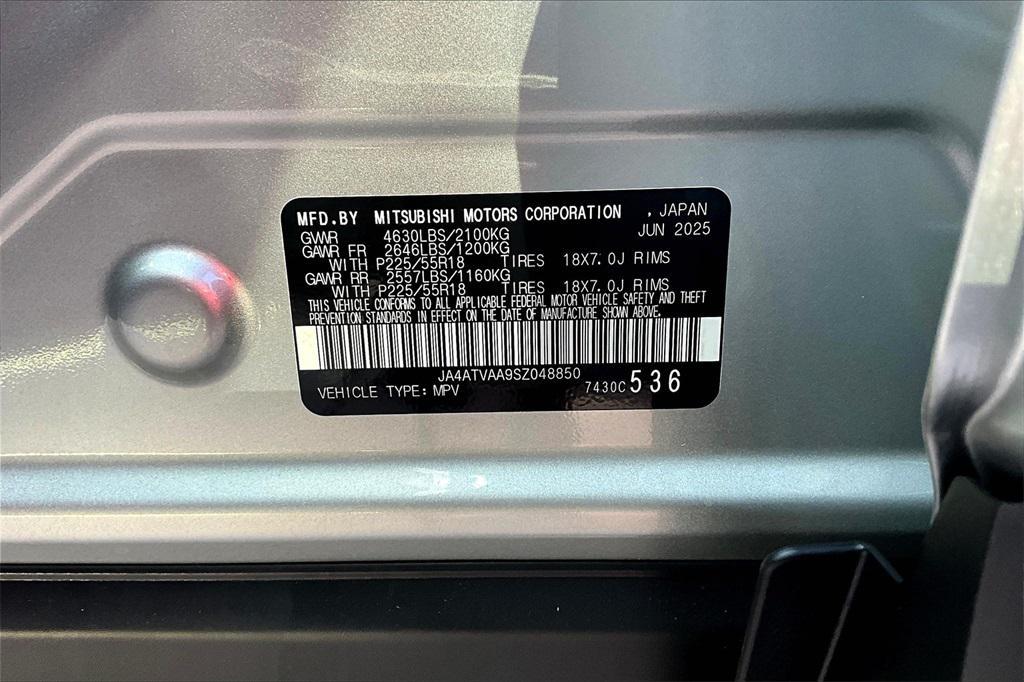 MFD.BY MITSUBISHI MOTORS CORPORATION , JAPAN
JUN 2025
GVWR 4630LBS/2100KG
GAWR FR 2646LBS/1200KG
WITH P225/55R18 TIRES 18X7.0J RIMS
GAWR RR 2557LBS/1160KG
WITH P225/55R18 TIRES 18X7.0J RIMS
THIS VEHICLE CONFORMS TO ALL APPLICABLE FEDERAL MOTOR VEHICLE SAFETY AND THEFT
PREVENTION STANDARDS IN EFFECT ON THE DATE OF MANUFACTURE SHOWN ABOVE.
JA4ATVAA9SZ048850
VEHICLE TYPE: MPV 7430C 536